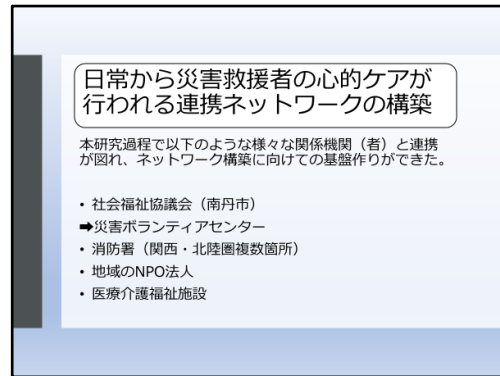 日常から災害救援者の心的ケアが
行われる連携ネットワークの構築
本研究過程で以下のような様々な関係機関（者）と連携
が図れ、ネットワーク構築に向けての基盤作りができた。
• 社会福祉協議会（南丹市）
➡災害ボランティアセンター
• 消防署（関西・北陸圏複数箇所）
• 地域のNPO法人
• 医療介護福祉施設